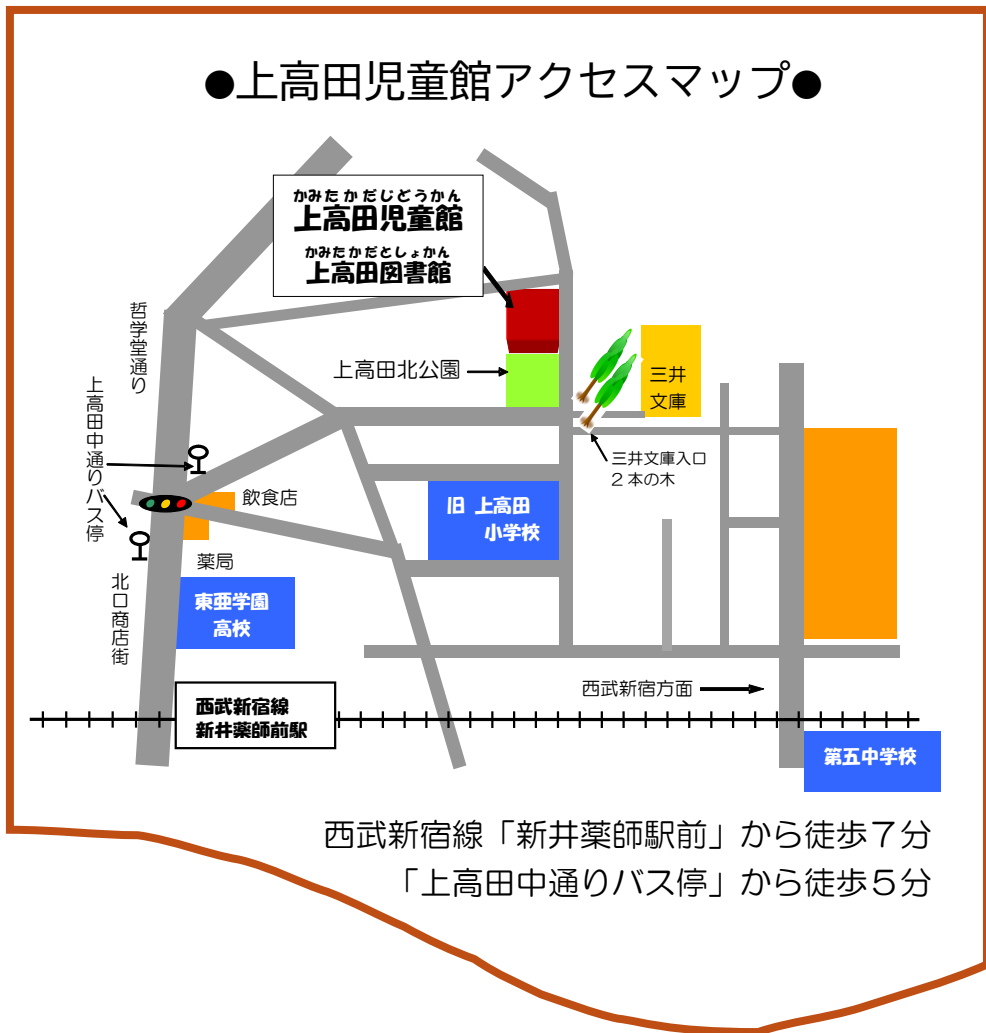 ●上高田児童館アクセスマップ●
かみたかだじどうかん
上高田児童館
かみたかだとしょかん
上高田図書館
哲学堂通り
上高田北公園
三井
文庫
上高田中通りバス停
三井文庫入口
2本の木
飲食店
旧 上高田
小学校
薬局
北口商店街
東亜学園
高校
西武新宿方面
西武新宿線
新井薬師前駅
第五中学校
西武新宿線「新井薬師駅前」から徒歩7分
「上高田中通りバス停」から徒歩5分